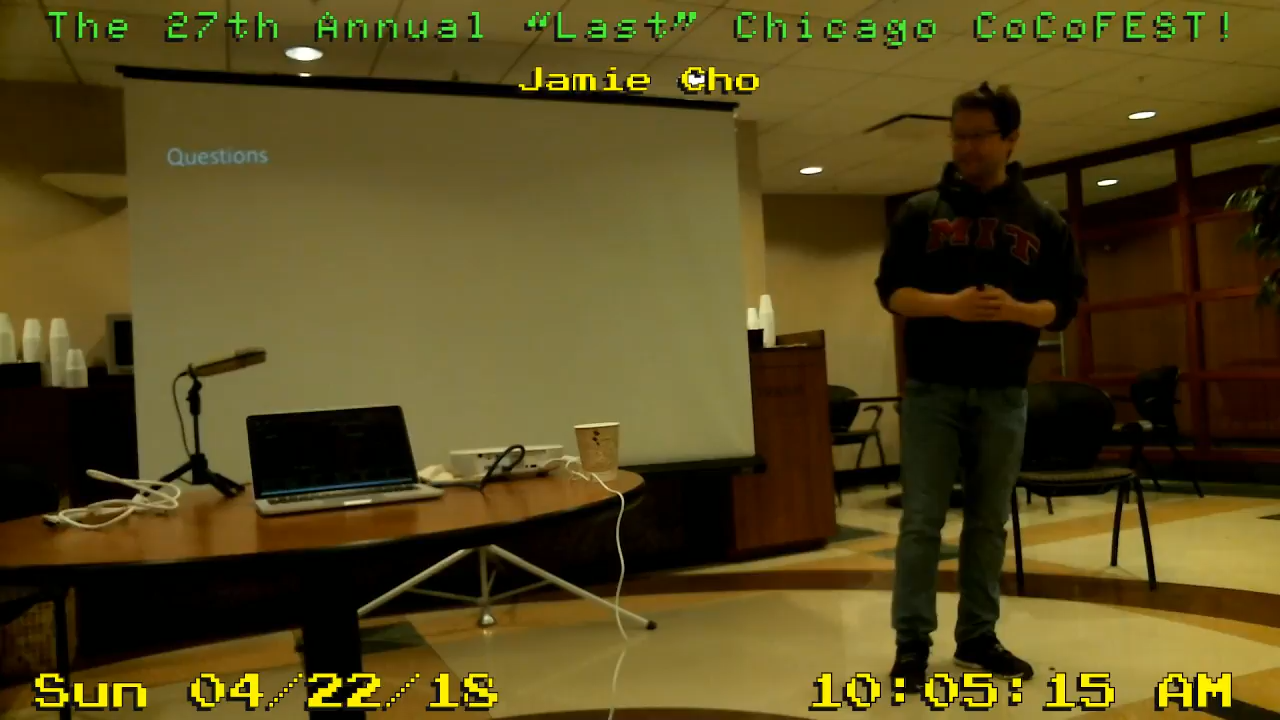 The 27th Annual “Last” Chicago CoCoFEST!
Jamie Cho
Questions
MIT
Sun 04/22/18
10:05:15 AM